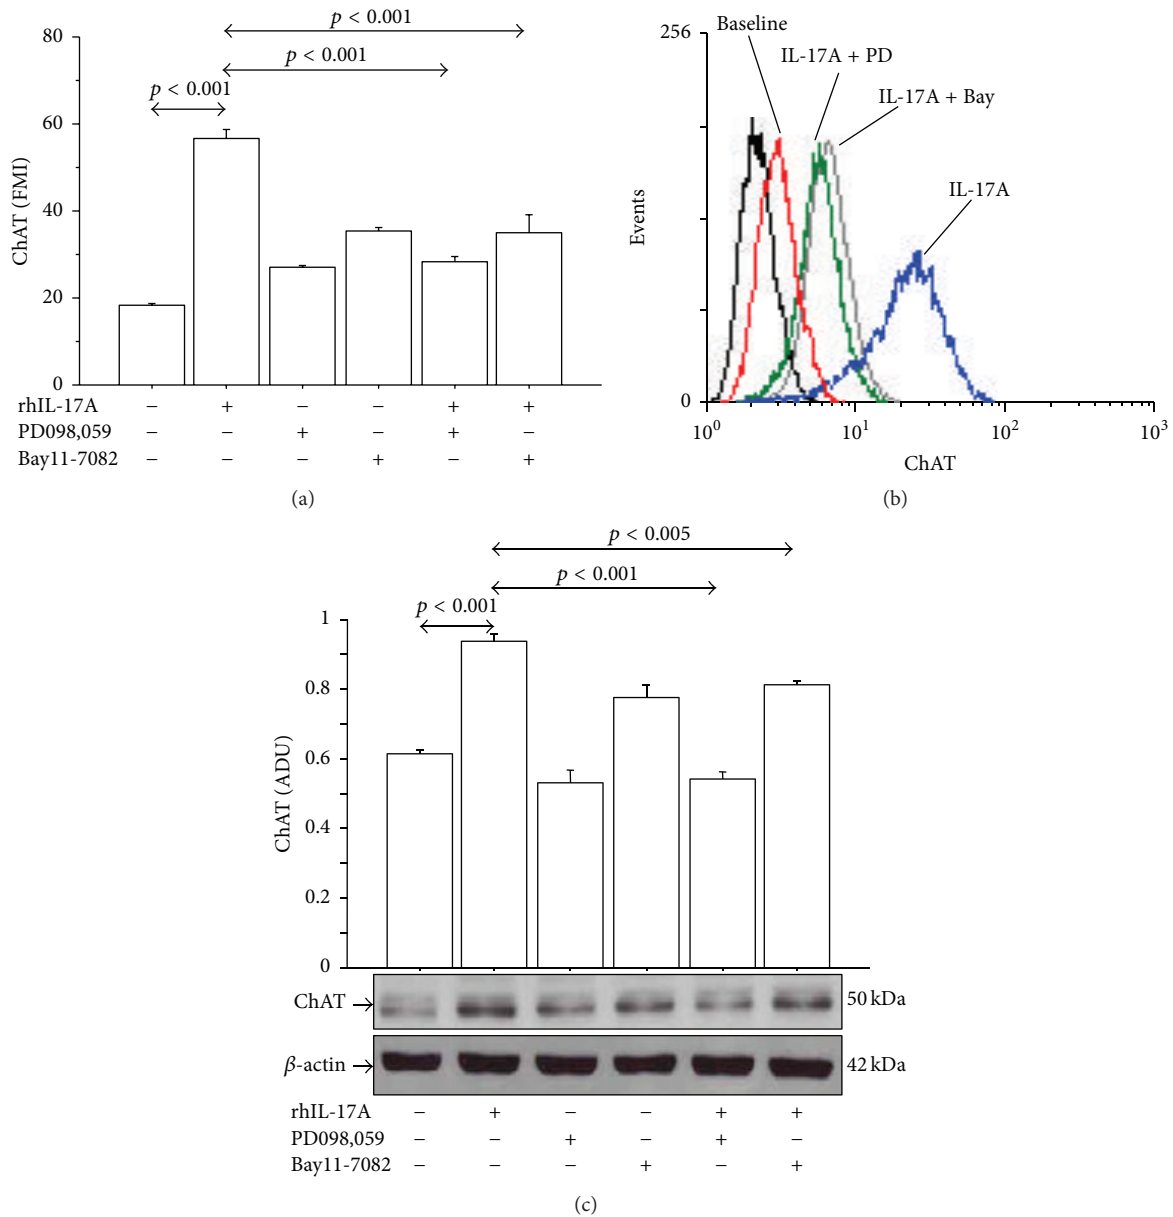 p < 0.001
p < 0.001
p < 0.001
80
60
40
20
0
ChAT (FMI)
rhIL-17A − + − − + +
PD098,059 − − + − + −
Bay11-7082 − − − + − +
(a)
Baseline
IL-17A + PD
IL-17A + Bay
IL-17A
256
0
Events
10⁰ 10¹ 10² 10³
ChAT
(b)
p < 0.005
p < 0.001
p < 0.001
1
0.8
0.6
0.4
0.2
0
ChAT (ADU)
ChAT 50 kDa
β-actin 42 kDa
rhIL-17A − + − − + +
PD098,059 − − + − + −
Bay11-7082 − − − + − +
(c)